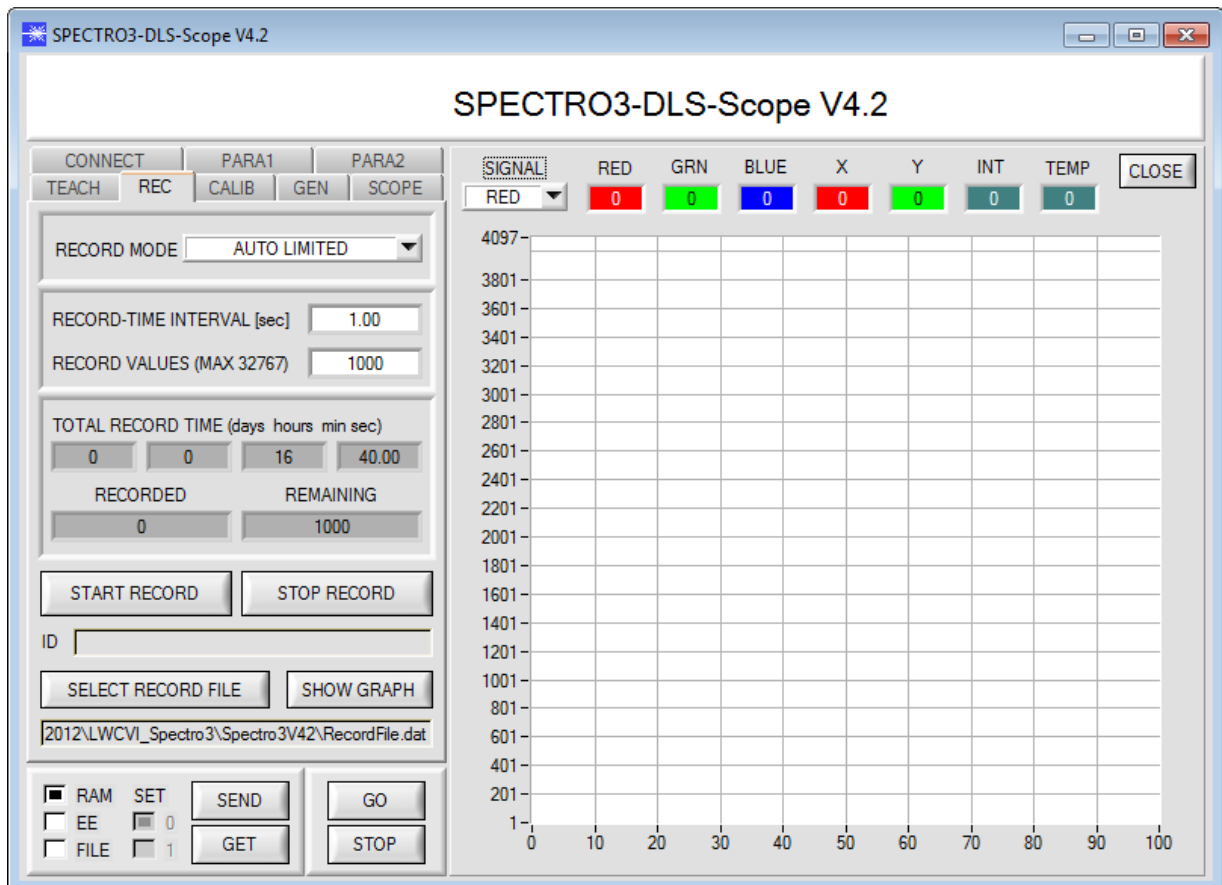 SPECTRO3-DLS-Scope V4.2
SPECTRO3-DLS-Scope V4.2
CONNECT PARA1 PARA2
TEACH REC CALIB GEN SCOPE
RECORD MODE AUTO LIMITED
RECORD-TIME INTERVAL [sec] 1.00
RECORD VALUES (MAX 32767) 1000
TOTAL RECORD TIME (days hours min sec)
0 0 16 40.00
RECORDED REMAINING
0 1000
START RECORD STOP RECORD
ID
SELECT RECORD FILE SHOW GRAPH
2012\LWCVI_Spectro3\Spectro3V42\RecordFile.dat
RAM SET SEND GO
EE 0
FILE 1 GET STOP
SIGNAL RED GRN BLUE X Y INT TEMP CLOSE
RED 0 0 0 0 0 0 0
4097
3801
3601
3401
3201
3001
2801
2601
2401
2201
2001
1801
1601
1401
1201
1001
801
601
401
201
1
0 10 20 30 40 50 60 70 80 90 100